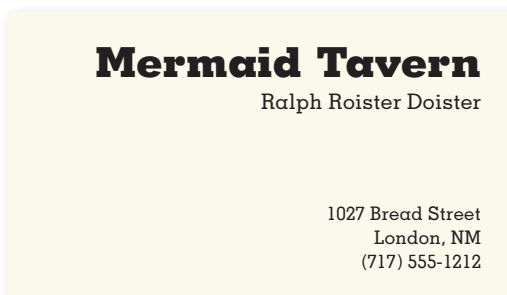 Mermaid Tavern
Ralph Roister Doister
1027 Bread Street
London, NM
(717) 555-1212